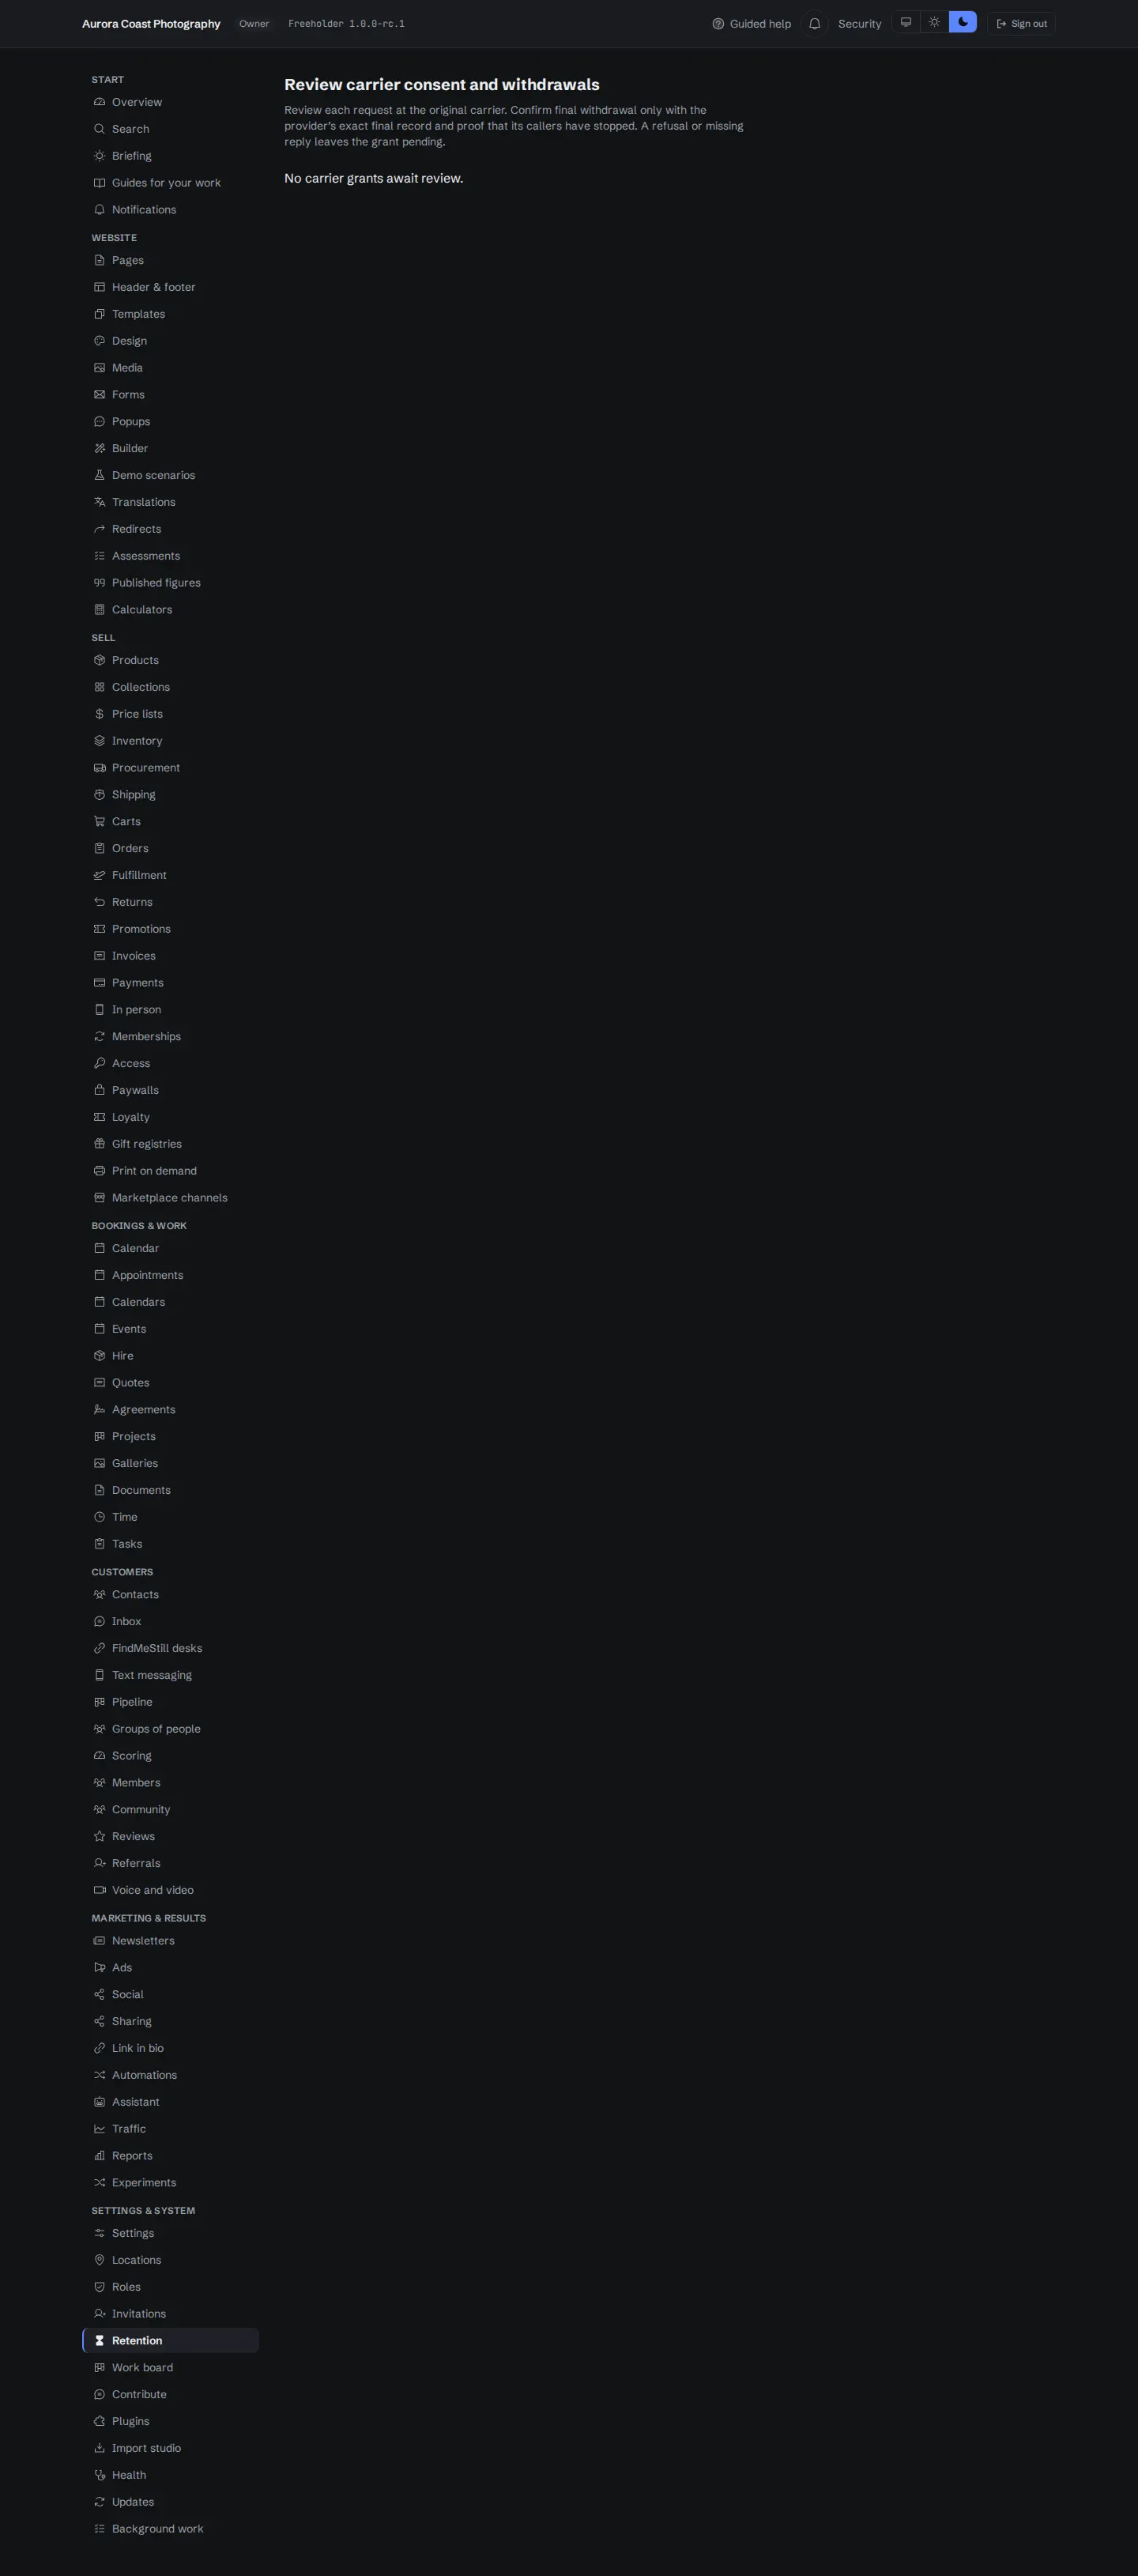 Aurora Coast Photography Owner Freeholder 1.0.0-rc.1 Guided help Security Sign out
START
Overview
Search
Briefing
Guides for your work
Notifications
WEBSITE
Pages
Header & footer
Templates
Design
Media
Forms
Popups
Builder
Demo scenarios
Translations
Redirects
Assessments
Published figures
Calculators
SELL
Products
Collections
Price lists
Inventory
Procurement
Shipping
Carts
Orders
Fulfillment
Returns
Promotions
Invoices
Payments
In person
Memberships
Access
Paywalls
Loyalty
Gift registries
Print on demand
Marketplace channels
BOOKINGS & WORK
Calendar
Appointments
Calendars
Events
Hire
Quotes
Agreements
Projects
Galleries
Documents
Time
Tasks
CUSTOMERS
Contacts
Inbox
FindMeStill desks
Text messaging
Pipeline
Groups of people
Scoring
Members
Community
Reviews
Referrals
Voice and video
MARKETING & RESULTS
Newsletters
Ads
Social
Sharing
Link in bio
Automations
Assistant
Traffic
Reports
Experiments
SETTINGS & SYSTEM
Settings
Locations
Roles
Invitations
Retention
Work board
Contribute
Plugins
Import studio
Health
Updates
Background work
Review carrier consent and withdrawals
Review each request at the original carrier. Confirm final withdrawal only with the
provider's exact final record and proof that its callers have stopped. A refusal or missing
reply leaves the grant pending.
No carrier grants await review.